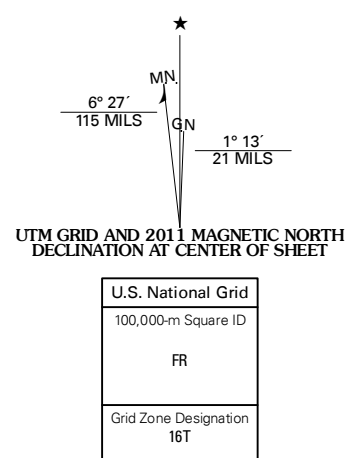 ★
MN.
6° 27´
115 MILS
GN
1° 13´
21 MILS
UTM GRID AND 2011 MAGNETIC NORTH
DECLINATION AT CENTER OF SHEET
U.S. National Grid
100,000-m Square ID
FR
Grid Zone Designation
16T